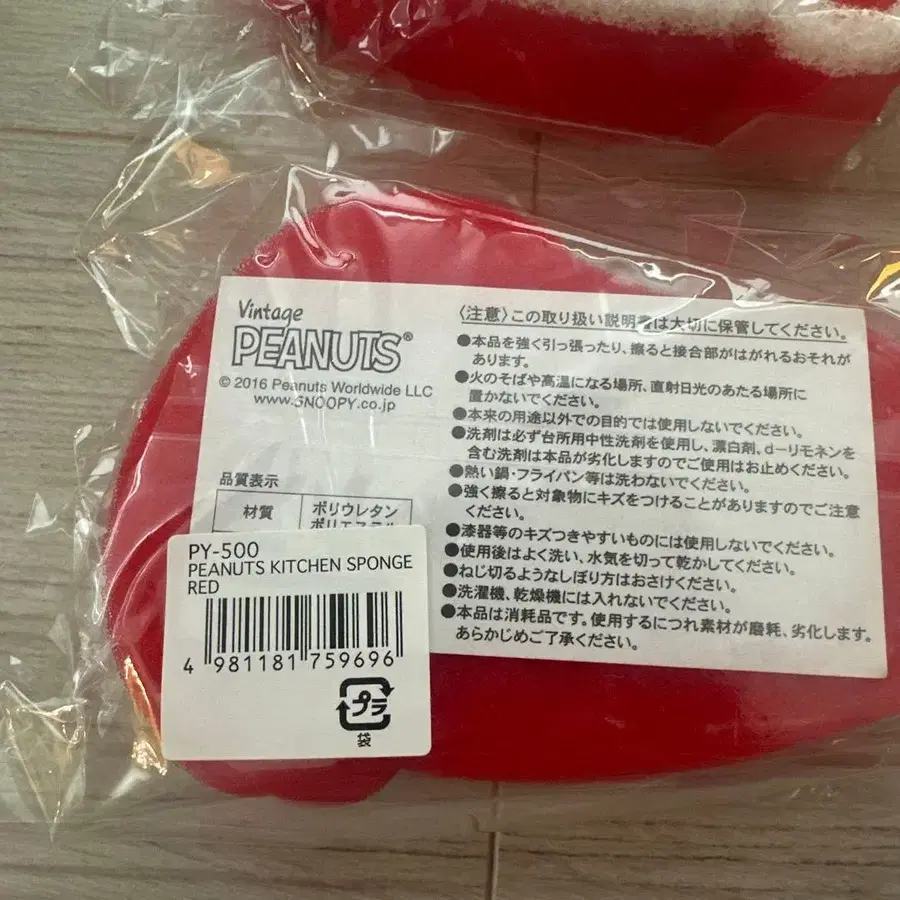 Vintage
PEANUTS®
© 2016 Peanuts Worldwide LLC
www.SNOOPY.co.jp
品質表示
材質
ポリウレタン
ポリエステル
〈注意〉この取り扱い説明書は大切に保管してください。
●本品を強く引っ張ったり、擦ると接合部がはがれるおそれが
あります。
●火のそばや高温になる場所、直射日光のあたる場所に
置かないでください。
●本来の用途以外での目的では使用しないでください。
●洗剤は必ず台所用中性洗剤を使用し、漂白剤、d−リモネンを
含む洗剤は本品が劣化しますのでご使用はお止めください。
●熱い鍋・フライパン等は洗わないでください。
●強く擦ると対象物にキズをつけることがありますのでご注意
ください。
●漆器等のキズつきやすいものには使用しないでください。
●使用後はよく洗い、水気を切って乾かしてください。
●ねじ切るようなしぼり方はおさけください。
●洗濯機、乾燥機には入れないでください。
●本品は消耗品です。使用するにつれ素材が磨耗、劣化します。
あらかじめご了承ください。
PY-500
PEANUTS KITCHEN SPONGE
RED
4 981181 759696
プラ
袋